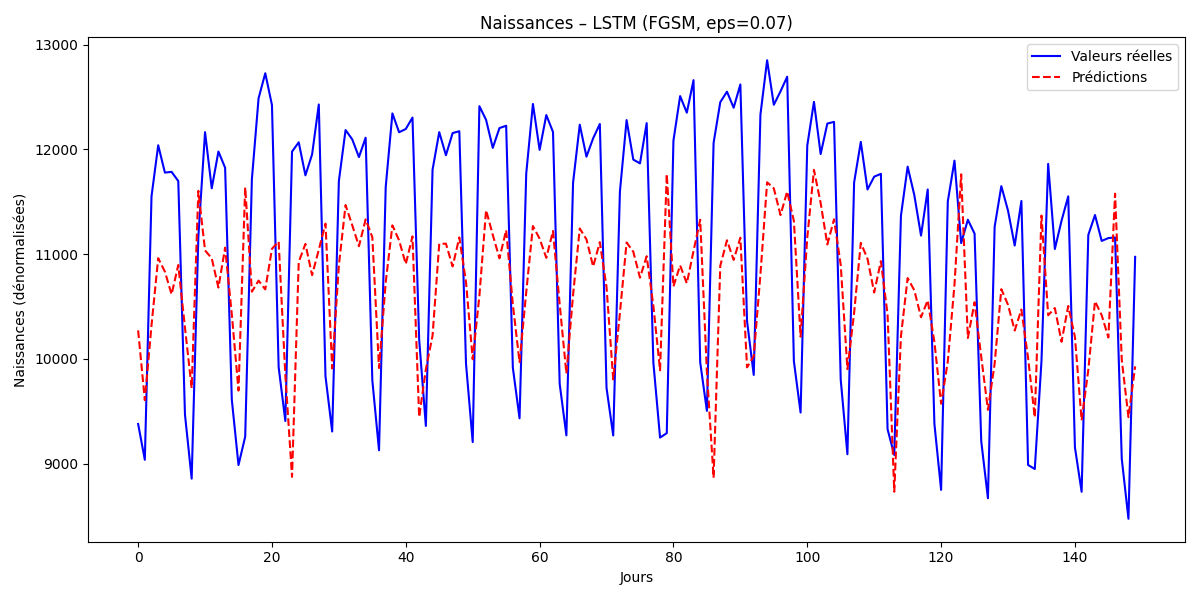 Naissances – LSTM (FGSM, eps=0.07)
Valeurs réelles
Prédictions
Naissances (dénormalisées)
13000
12000
11000
10000
9000
0 20 40 60 80 100 120 140
Jours